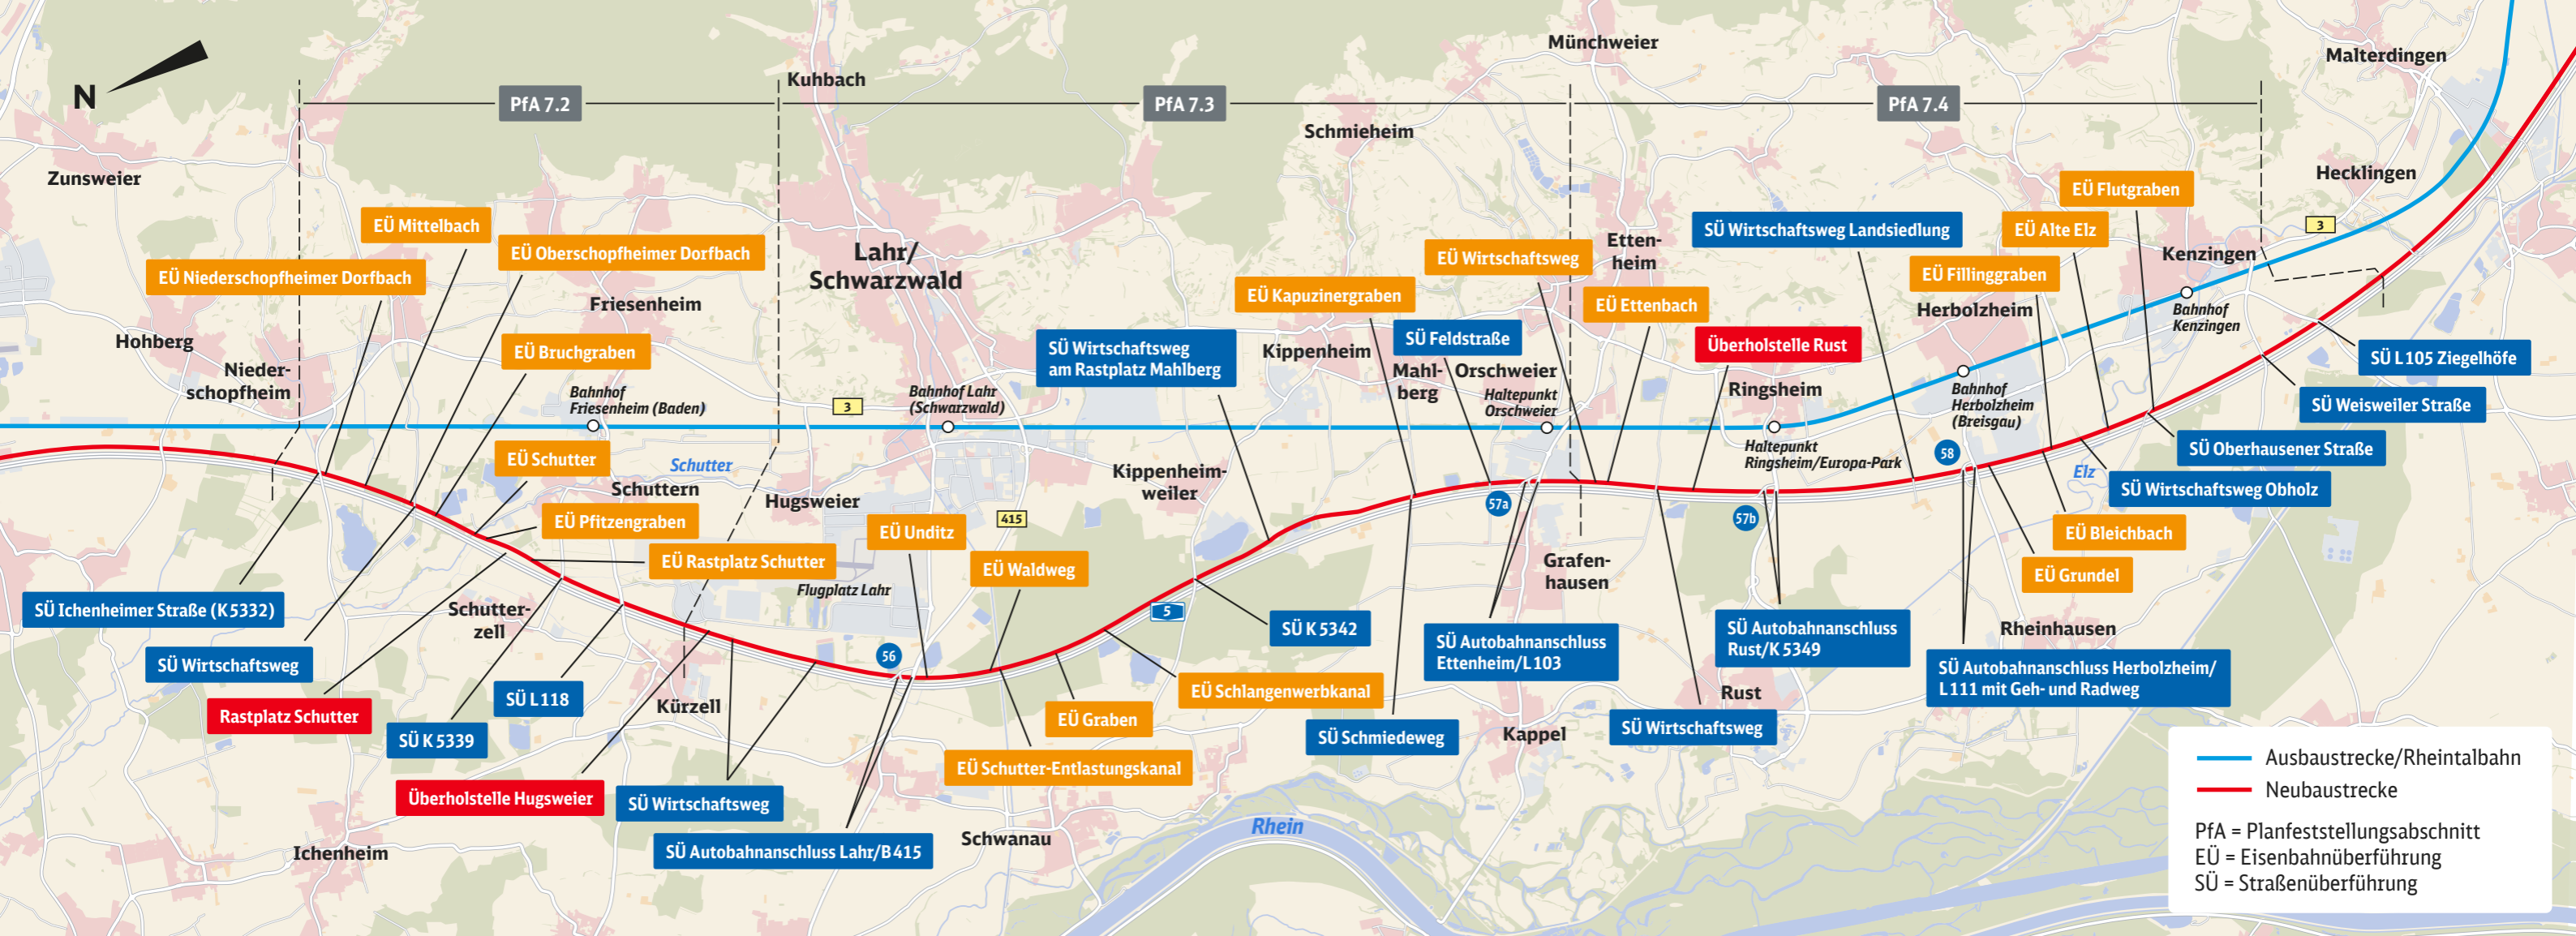 Münchweier
Malterdingen
Kuhbach
N
PfA 7.2
PfA 7.3
PfA 7.4
Schmieheim
Zunsweier
Hecklingen
EÜ Flutgraben
EÜ Mittelbach
3
SÜ Wirtschaftsweg Landsiedlung
EÜ Alte Elz
EÜ Oberschopfheimer Dorfbach
Lahr/
Schwarzwald
EÜ Wirtschaftsweg
Etten-
heim
Kenzingen
EÜ Niederschopfheimer Dorfbach
EÜ Fillinggraben
Friesenheim
EÜ Kapuzinergraben
EÜ Ettenbach
Herbolzheim
Bahnhof
Kenzingen
Hohberg
SÜ Feldstraße
Überholstelle Rust
EÜ Bruchgraben
SÜ Wirtschaftsweg
am Rastplatz Mahlberg
Kippenheim
SÜ L105 Ziegelhöfe
Nieder-
schopfheim
Mahl-
berg
Orschweier
Haltepunkt
Orschweier
Ringsheim
Bahnhof
Friesenheim (Baden)
3
Bahnhof Lahr
(Schwarzwald)
Bahnhof
Herbolzheim
(Breisgau)
SÜ Weisweiler Straße
Haltepunkt
Ringsheim/Europa-Park
58
SÜ Oberhausener Straße
EÜ Schutter
Schutter
Kippenheim-
weiler
Elz
Schuttern
Hugsweier
SÜ Wirtschaftsweg Obholz
57a
57b
EÜ Pfitzengraben
415
EÜ Unditz
EÜ Bleichbach
EÜ Rastplatz Schutter
EÜ Waldweg
Grafen-
hausen
EÜ Grundel
Flugplatz Lahr
SÜ Ichenheimer Straße (K 5332)
Schutter-
zell
5
SÜ K 5342
SÜ Autobahnanschluss
Ettenheim/L 103
SÜ Autobahnanschluss
Rust/K 5349
Rheinhausen
SÜ Wirtschaftsweg
56
SÜ Autobahnanschluss Herbolzheim/
L 111 mit Geh- und Radweg
SÜ L 118
Kürzell
EÜ Schlangenwerbkanal
Rust
Rastplatz Schutter
EÜ Graben
SÜ K 5339
SÜ Schmiedeweg
Kappel
SÜ Wirtschaftsweg
EÜ Schutter-Entlastungskanal
Überholstelle Hugsweier
SÜ Wirtschaftsweg
Rhein
Schwanau
Ichenheim
SÜ Autobahnanschluss Lahr/B 415
Ausbaustrecke/Rheintalbahn
Neubaustrecke
PfA = Planfeststellungsabschnitt
EÜ = Eisenbahnüberführung
SÜ = Straßenüberführung